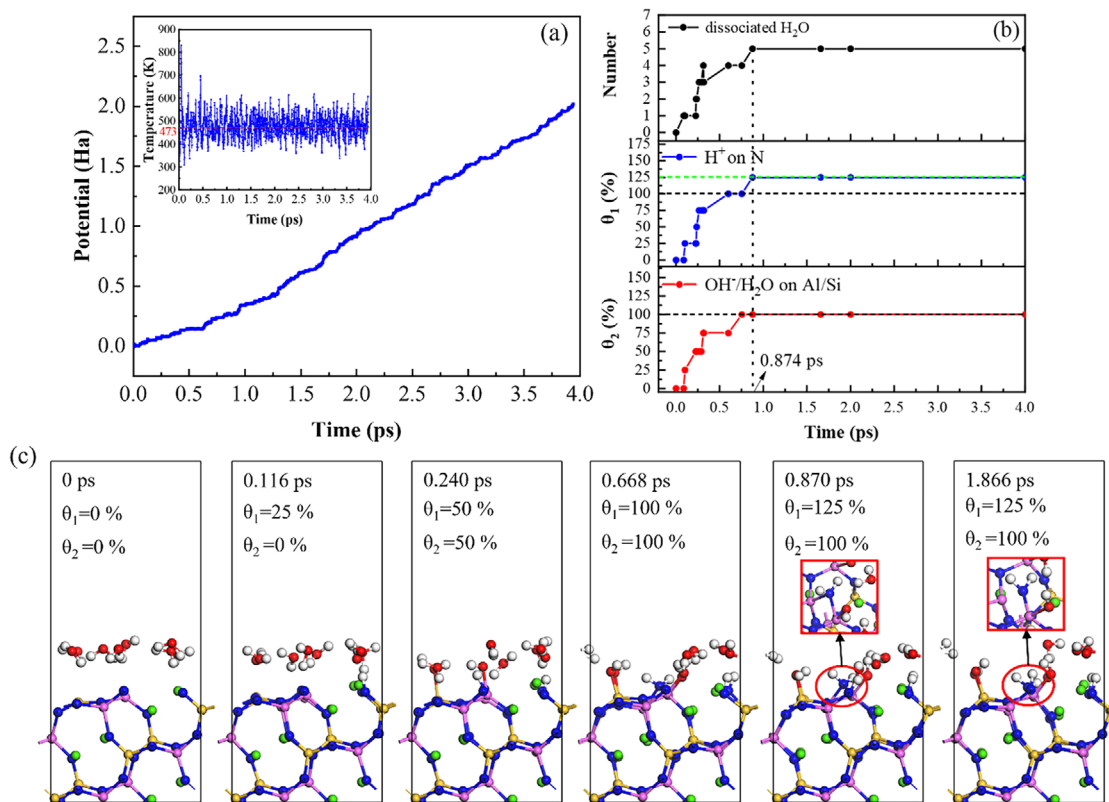 (a)
Potential (Ha)
2.0
1.5
1.0
0.5
0.0
0.0 0.5 1.0 1.5 2.0 2.5 3.0 3.5 4.0
Time (ps)
Temperature (K)
900
800
700
600
500
473
400
300
200
0.0 0.5 1.0 1.5 2.0 2.5 3.0 3.5 4.0
Time (ps)
(b)
dissociated H₂O
Number
8
7
6
5
4
3
2
1
0
H⁺ on N
θ₁ (%)
175
150
125
100
75
50
25
0
OH⁻/H₂O on Al/Si
θ₂ (%)
150
125
100
75
50
25
0
0.874 ps
0.0 0.5 1.0 1.5 2.0 2.5 3.0 3.5 4.0
Time (ps)
(c)
0 ps
θ₁=0 %
θ₂=0 %
0.116 ps
θ₁=25 %
θ₂=0 %
0.240 ps
θ₁=50 %
θ₂=50 %
0.668 ps
θ₁=100 %
θ₂=100 %
0.870 ps
θ₁=125 %
θ₂=100 %
1.866 ps
θ₁=125 %
θ₂=100 %